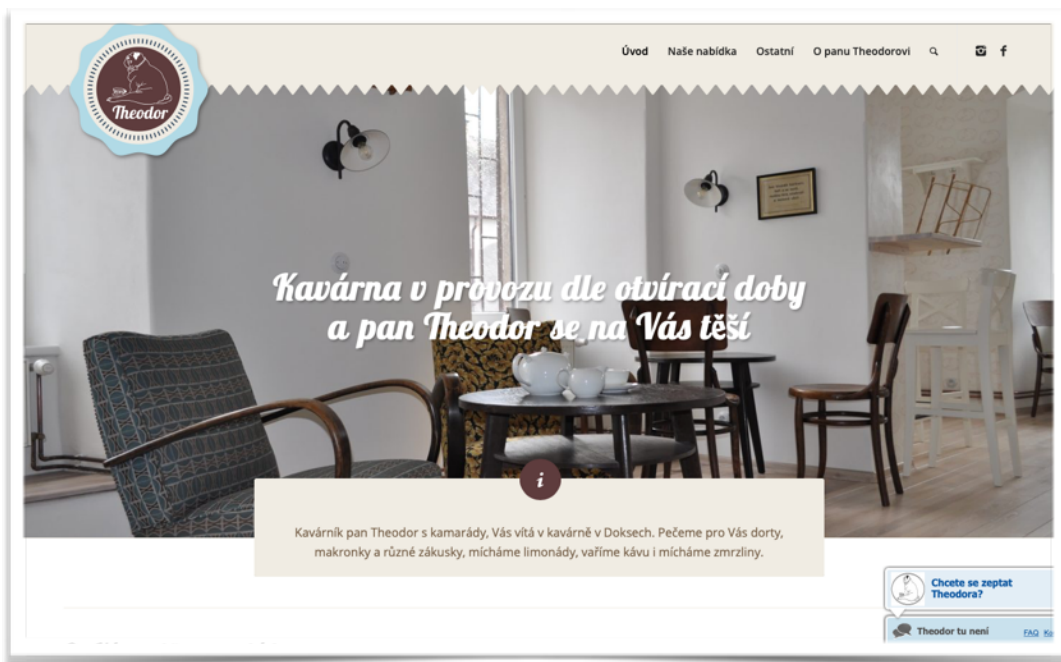 Theodor
Úvod Naše nabídka Ostatní O panu Theodorovi
Kavárna v provozu dle otvírací doby
a pan Theodor se na Vás těší
i
Kavárník pan Theodor s kamarády, Vás vítá v kavárně v Doksech. Pečeme pro Vás dorty,
makronky a různé zákusky, mícháme limonády, vaříme kávu i mícháme zmrzliny.
Chcete se zeptat
Theodora?
Theodor tu není FAQ